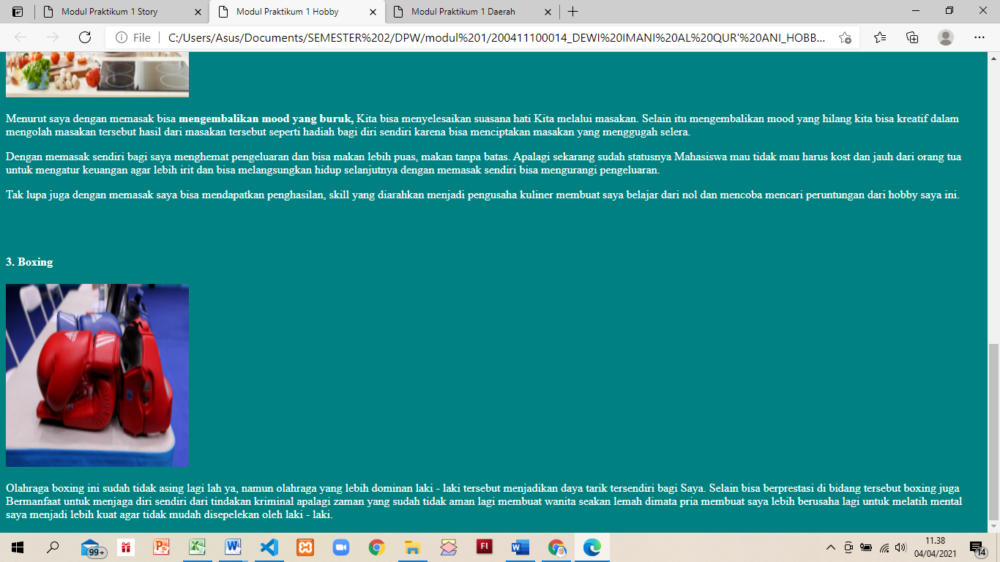 Modul Praktikum 1 Story
Modul Praktikum 1 Hobby
Modul Praktikum 1 Daerah
File
C:/Users/Asus/Documents/SEMESTER%202/DPW/modul%201/200411100014_DEWI%20IMANI%20AL%20QUR'%20ANI_HOBB...
Menurut saya dengan memasak bisa mengembalikan mood yang buruk, Kita bisa menyelesaikan suasana hati Kita melalui masakan. Selain itu mengembalikan mood yang hilang kita bisa kreatif dalam
mengolah masakan tersebut hasil dari masakan tersebut seperti hadiah bagi diri sendiri karena bisa menciptakan masakan yang menggugah selera.
Dengan memasak sendiri bagi saya menghemat pengeluaran dan bisa makan lebih puas, makan tanpa batas. Apalagi sekarang sudah statusnya Mahasiswa mau tidak mau harus kost dan jauh dari orang tua
untuk mengatur keuangan agar lebih irit dan bisa melangsungkan hidup selanjutnya dengan memasak sendiri bisa mengurangi pengeluaran.
Tak lupa juga dengan memasak saya bisa mendapatkan penghasilan, skill yang diarahkan menjadi pengusaha kuliner membuat saya belajar dari nol dan mencoba mencari peruntungan dari hobby saya ini.
3. Boxing
Olahraga boxing ini sudah tidak asing lagi lah ya, namun olahraga yang lebih dominan laki - laki tersebut menjadikan daya tarik tersendiri bagi Saya. Selain bisa berprestasi di bidang tersebut boxing juga
Bermanfaat untuk menjaga diri sendiri dari tindakan kriminal apalagi zaman yang sudah tidak aman lagi membuat wanita seakan lemah dimata pria membuat saya lebih berusaha lagi untuk melatih mental
saya menjadi lebih kuat agar tidak mudah disepelekan oleh laki - laki.
99+
Fl
11.38
04/04/2021
14